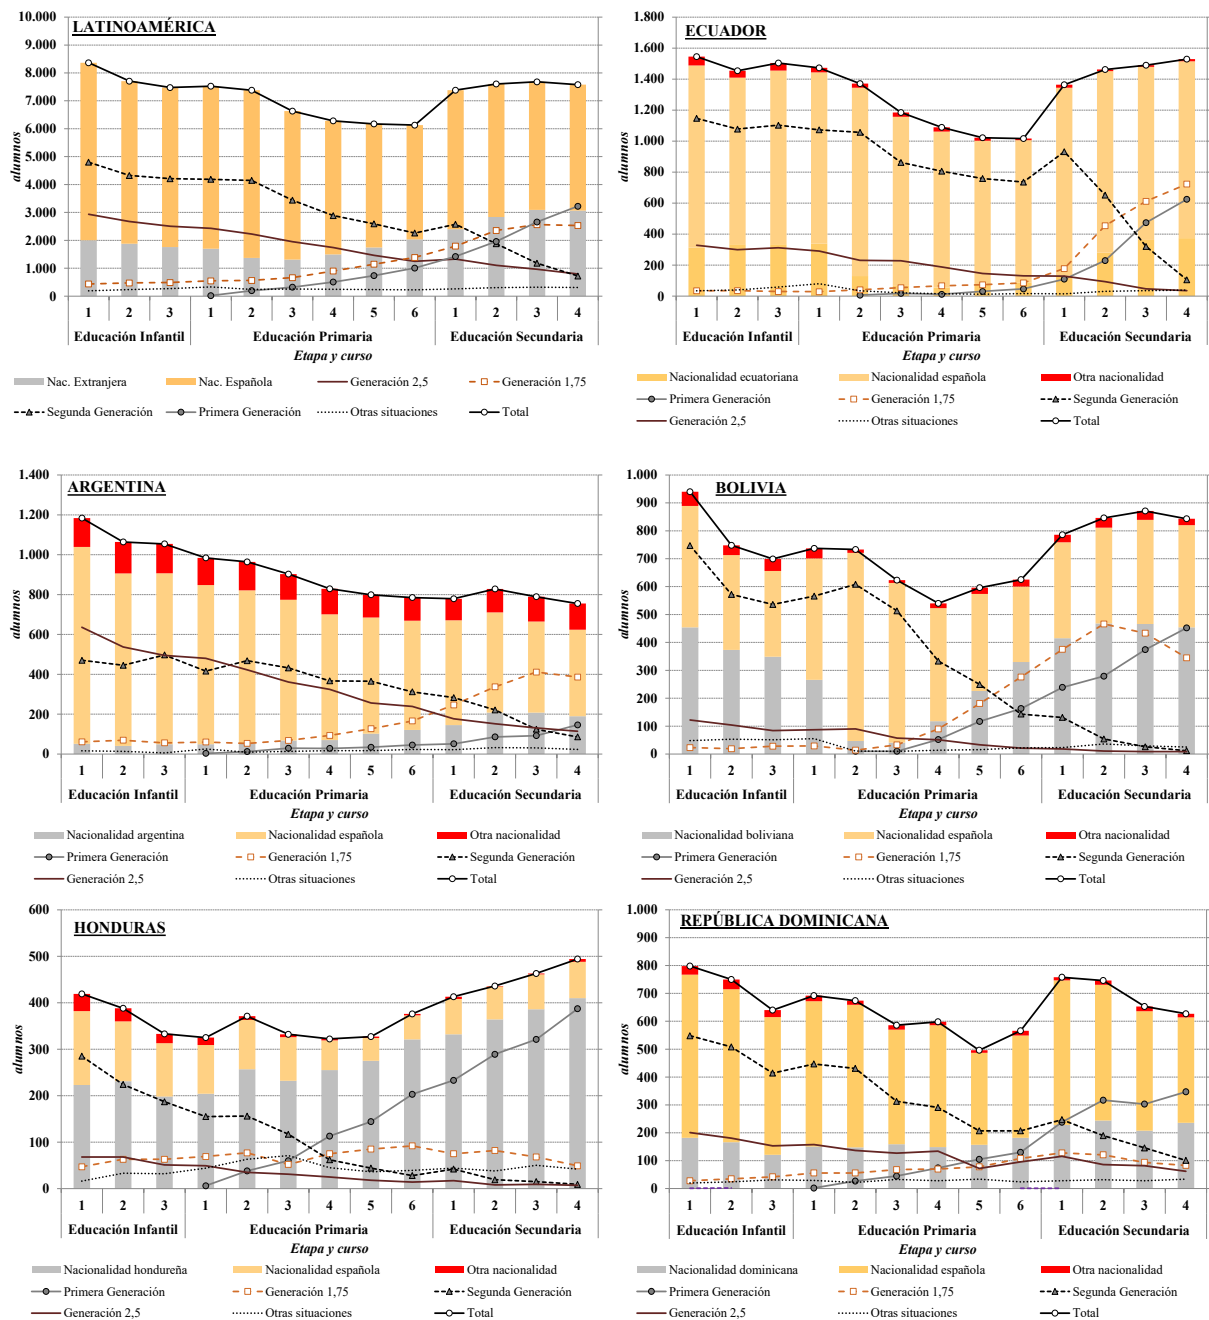 LATINOAMÉRICA
10.000
9.000
8.000
7.000
6.000
5.000
4.000
3.000
2.000
1.000
0
alumnos
1 2 3 1 2 3 4 5 6 1 2 3 4
Educación Infantil Educación Primaria Educación Secundaria
Etapa y curso
Nac. Extranjera Nac. Española Generación 2,5 Generación 1,75
Segunda Generación Primera Generación Otras situaciones Total
ECUADOR
1.800
1.600
1.400
1.200
1.000
800
600
400
200
0
alumnos
1 2 3 1 2 3 4 5 6 1 2 3 4
Educación Infantil Educación Primaria Educación Secundaria
Etapa y curso
Nacionalidad ecuatoriana Nacionalidad española Otra nacionalidad
Primera Generación Generación 1,75 Segunda Generación
Generación 2,5 Otras situaciones Total
ARGENTINA
1.400
1.200
1.000
800
600
400
200
0
alumnos
1 2 3 1 2 3 4 5 6 1 2 3 4
Educación Infantil Educación Primaria Educación Secundaria
Etapa y curso
Nacionalidad argentina Nacionalidad española Otra nacionalidad
Primera Generación Generación 1,75 Segunda Generación
Generación 2,5 Otras situaciones Total
BOLIVIA
1.000
900
800
700
600
500
400
300
200
100
0
alumnos
1 2 3 1 2 3 4 5 6 1 2 3 4
Educación Infantil Educación Primaria Educación Secundaria
Etapa y curso
Nacionalidad boliviana Nacionalidad española Otra nacionalidad
Primera Generación Generación 1,75 Segunda Generación
Generación 2,5 Otras situaciones Total
HONDURAS
600
500
400
300
200
100
0
alumnos
1 2 3 1 2 3 4 5 6 1 2 3 4
Educación Infantil Educación Primaria Educación Secundaria
Etapa y curso
Nacionalidad hondureña Nacionalidad española Otra nacionalidad
Primera Generación Generación 1,75 Segunda Generación
Generación 2,5 Otras situaciones Total
REPÚBLICA DOMINICANA
1.000
900
800
700
600
500
400
300
200
100
0
alumnos
1 2 3 1 2 3 4 5 6 1 2 3 4
Educación Infantil Educación Primaria Educación Secundaria
Etapa y curso
Nacionalidad dominicana Nacionalidad española Otra nacionalidad
Primera Generación Generación 1,75 Segunda Generación
Generación 2,5 Otras situaciones Total